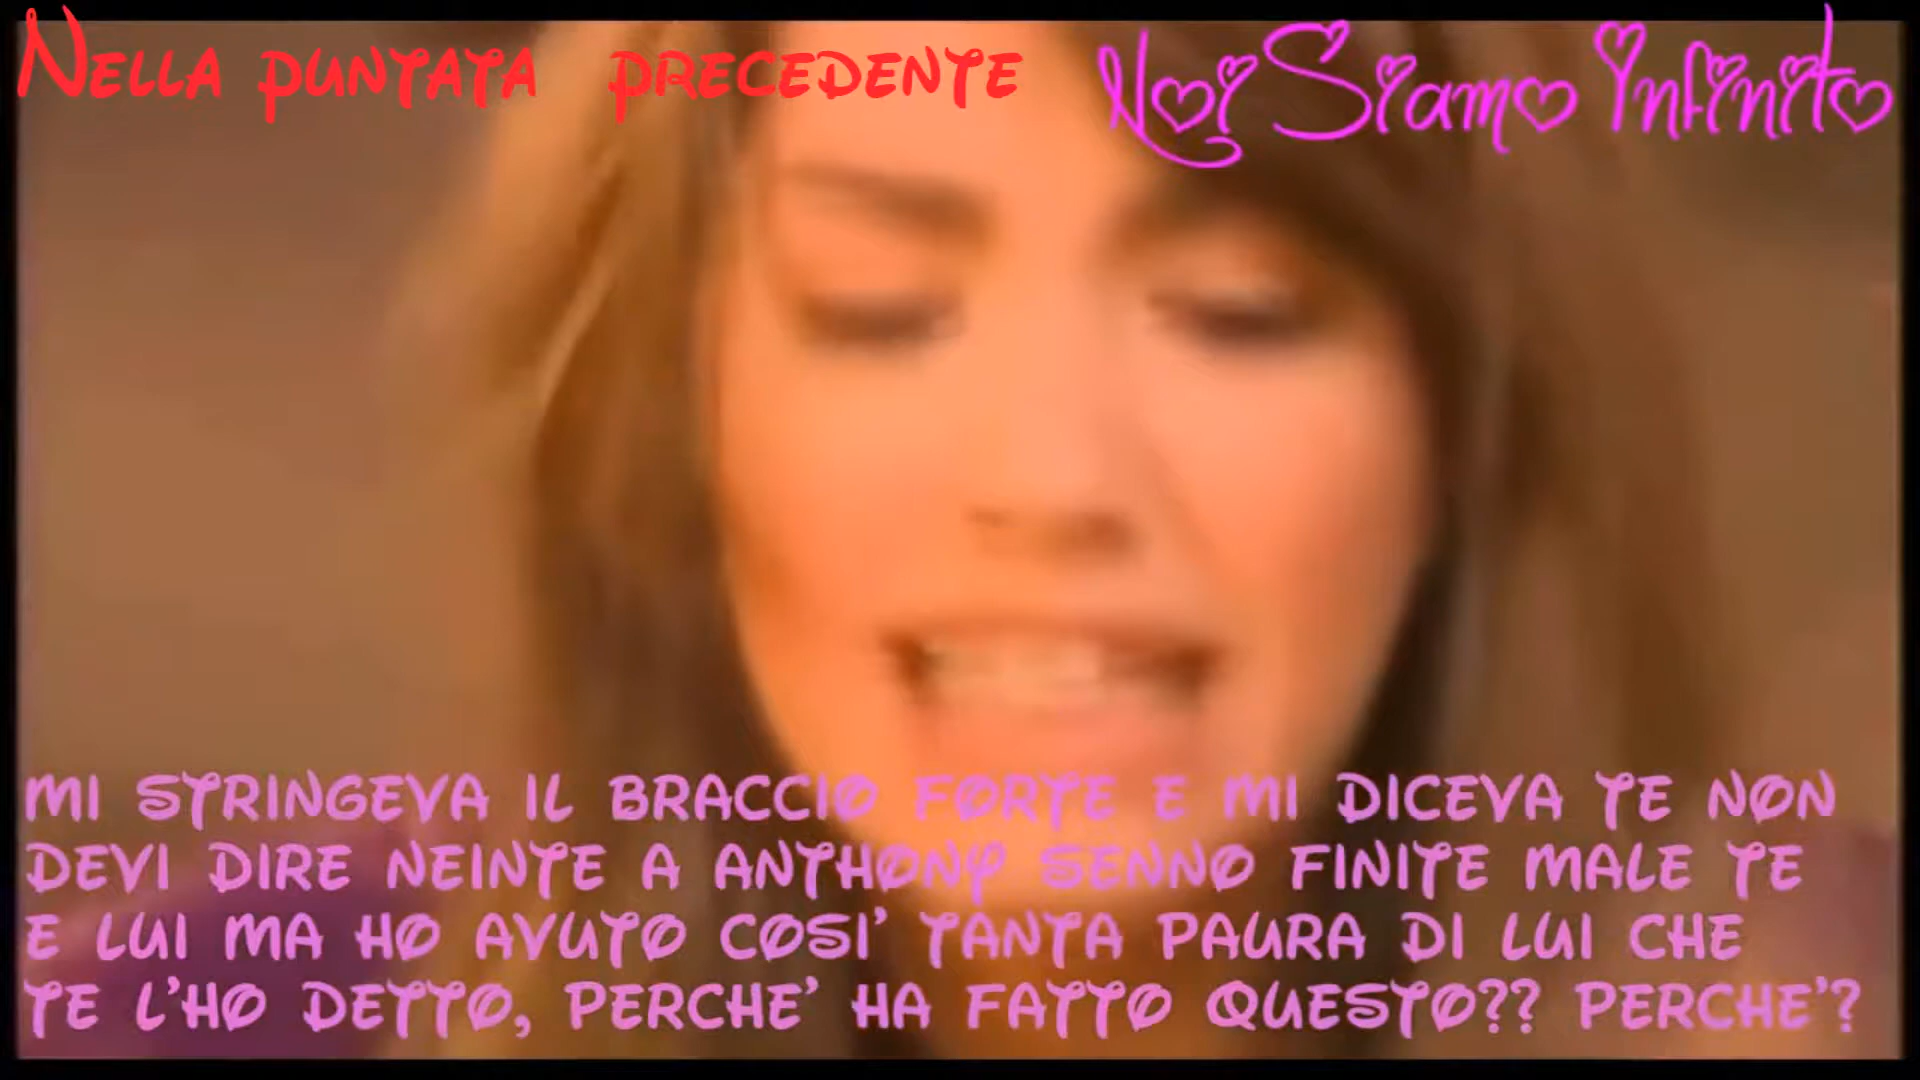 Nella puntata precedente
Noi Siamo Infinito
MI STRINGEVA IL BRACCIO FORTE E MI DICEVA TE NON
DEVI DIRE NEINTE A ANTHONY SENNO FINITE MALE TE
E LUI MA HO AVUTO COSI' TANTA PAURA DI LUI CHE
TE L'HO DETTO, PERCHE' HA FATTO QUESTO?? PERCHE'?